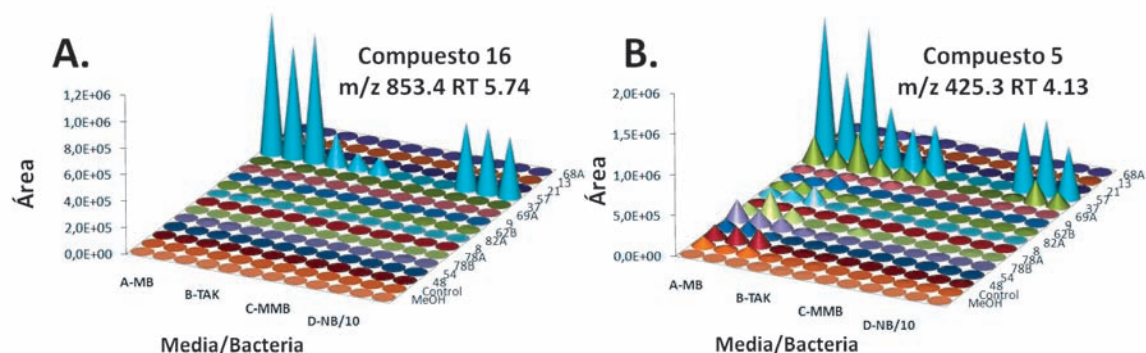 A.
Compuesto 16
m/z 853.4 RT 5.74
Área
1,2E+06
1,0E+06
8,0E+05
6,0E+05
4,0E+05
2,0E+05
0,0E+00
A-MB
B-TAK
C-MMB
D-NB/10
Media/Bacteria
68A
13
21
57
37
69A
9
62B
82A
8
78A
78B
54
48
Control
MeOH
B.
Compuesto 5
m/z 425.3 RT 4.13
Área
2,0E+06
1,5E+06
1,0E+06
5,0E+05
0,0E+00
A-MB
B-TAK
C-MMB
D-NB/10
Media/Bacteria
68A
13
21
57
37
69A
9
62B
82A
8
78A
78B
54
48
Control
MeOH